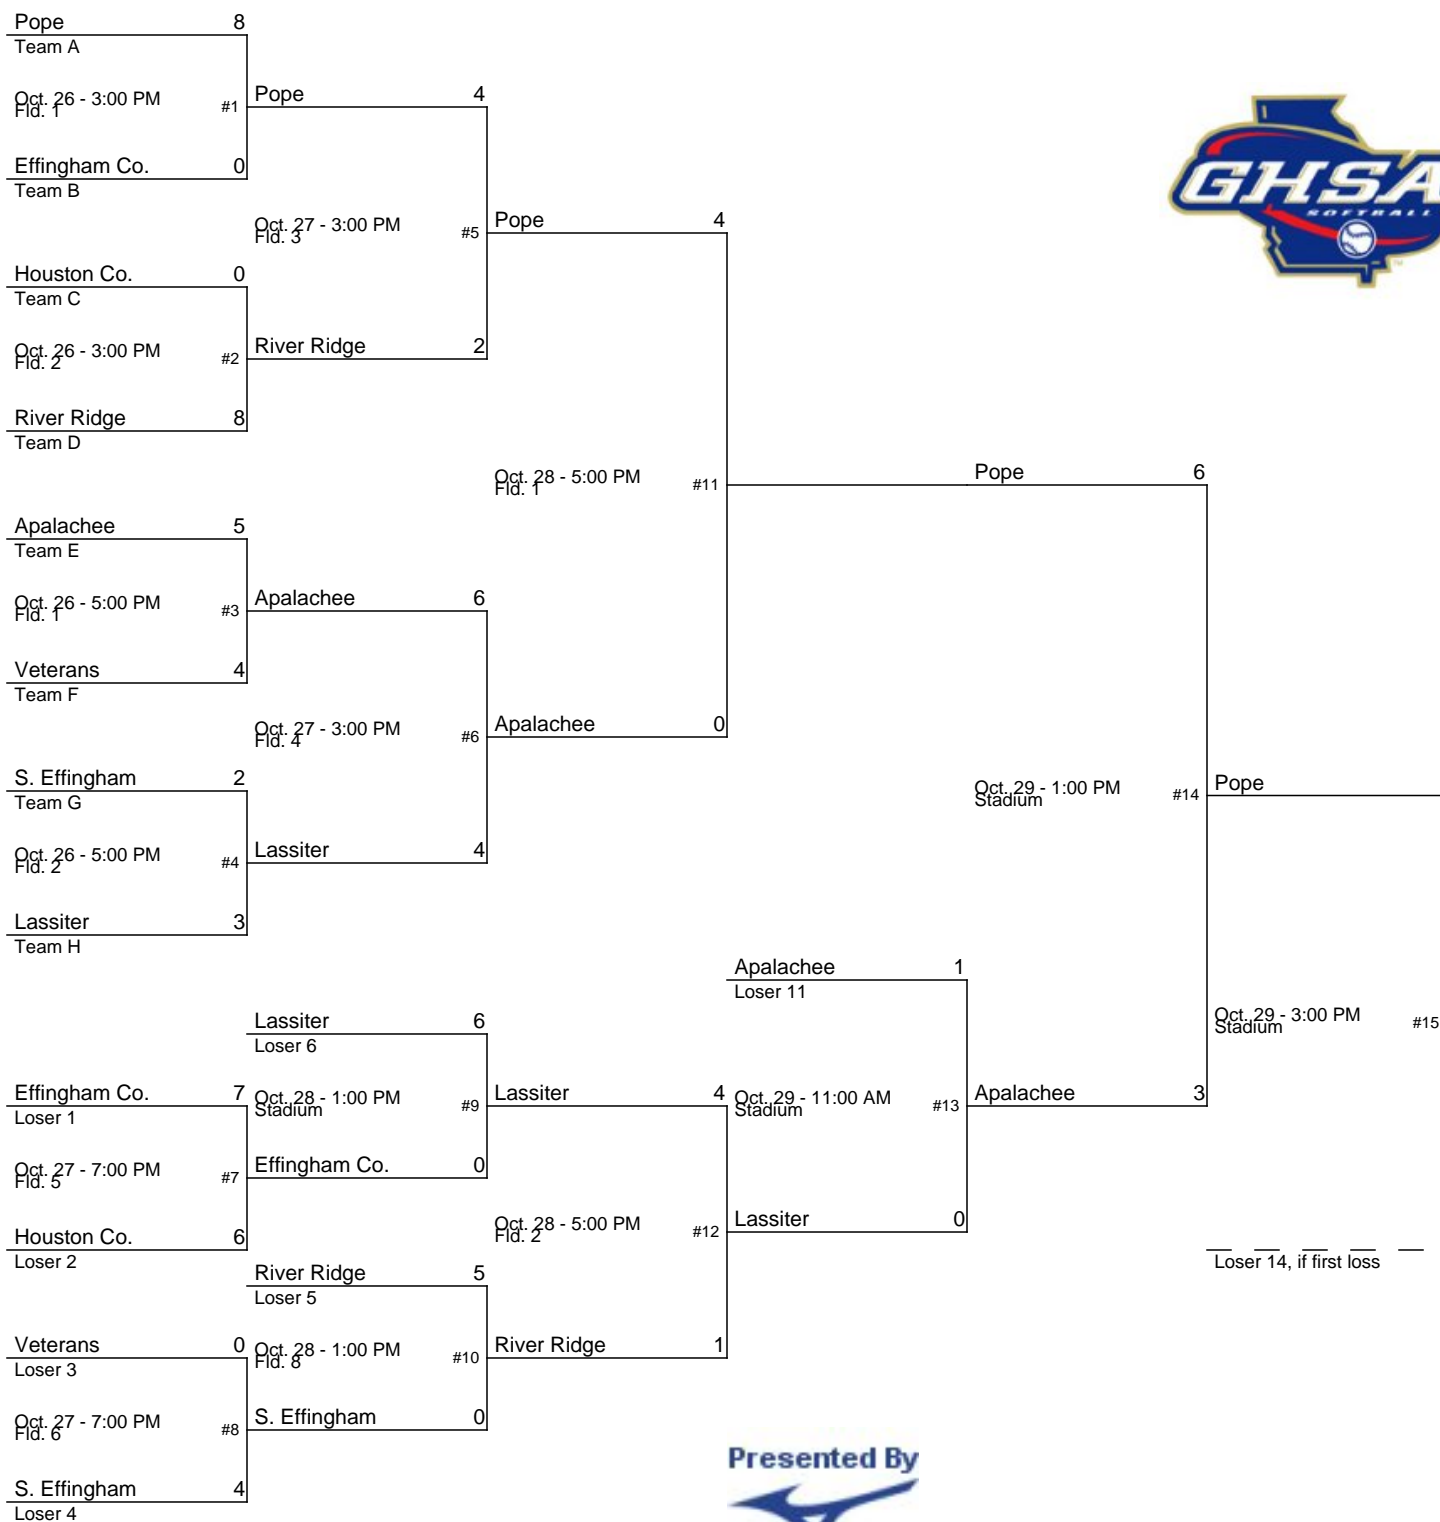 Pope 8
Team A
Oct. 26 - 3:00 PM
Fld. 1
#1
Effingham Co. 0
Team B
Pope 4
Oct. 27 - 3:00 PM
Fld. 3
#5
Houston Co. 0
Team C
Oct. 26 - 3:00 PM
Fld. 2
#2
River Ridge 8
Team D
River Ridge 2
Pope 4
Oct. 28 - 5:00 PM
Fld. 1
#11
Apalachee 5
Team E
Oct. 26 - 5:00 PM
Fld. 1
#3
Veterans 4
Team F
Apalachee 6
Oct. 27 - 3:00 PM
Fld. 4
#6
S. Effingham 2
Team G
Oct. 26 - 5:00 PM
Fld. 2
#4
Lassiter 3
Team H
Lassiter 4
Apalachee 0
Pope 6
Oct. 29 - 1:00 PM
Stadium
#14
Pope
GHSA
SOFTBALL
TM
Lassiter 6
Loser 6
Oct. 28 - 1:00 PM
Stadium
#9
Effingham Co. 7
Loser 1
Oct. 27 - 7:00 PM
Fld. 5
#7
Houston Co. 6
Loser 2
Effingham Co. 0
Lassiter 4
Oct. 28 - 5:00 PM
Fld. 2
#12
River Ridge 5
Loser 5
Oct. 28 - 1:00 PM
Fld. 8
#10
Veterans 0
Loser 3
Oct. 27 - 7:00 PM
Fld. 6
#8
S. Effingham 4
Loser 4
S. Effingham 0
River Ridge 1
Apalachee 1
Loser 11
Oct. 29 - 11:00 AM
Stadium
#13
Lassiter 0
Apalachee 3
Oct. 29 - 3:00 PM
Stadium
#15
Loser 14, if first loss
Presented By